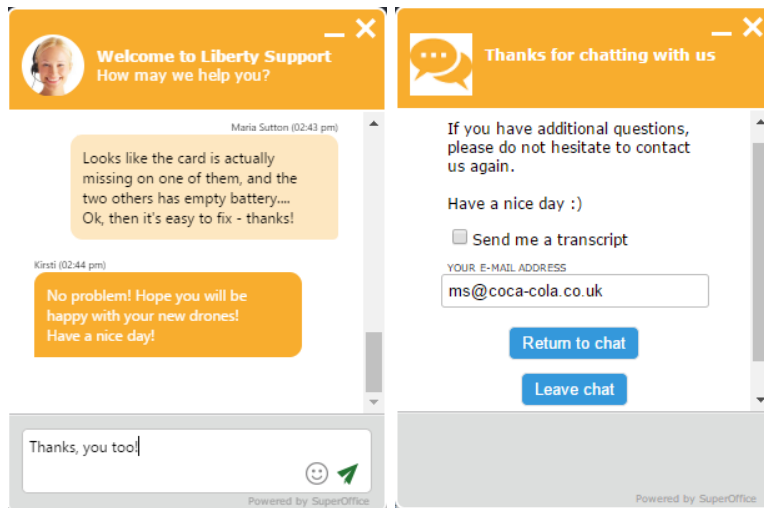 Welcome to Liberty Support
How may we help you?
Maria Sutton (02:43 pm)
Looks like the card is actually
missing on one of them, and the
two others has empty battery....
Ok, then it's easy to fix - thanks!
Kirsti (02:44 pm)
No problem! Hope you will be
happy with your new drones!
Have a nice day!
Thanks, you too!
Powered by SuperOffice
Thanks for chatting with us
If you have additional questions,
please do not hesitate to contact
us again.
Have a nice day :)
Send me a transcript
YOUR E-MAIL ADDRESS
ms@coca-cola.co.uk
Return to chat
Leave chat
Powered by SuperOffice